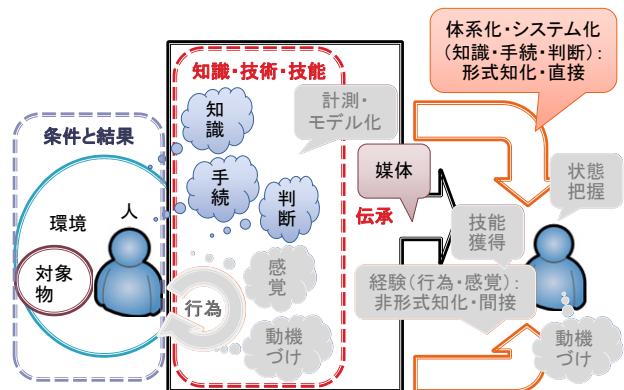 体系化・システム化
(知識・手続・判断):
形式知化・直接
知識・技術・技能
計測・
モデル化
知
識
条件と結果
手
続
判
断
媒体
伝承
状態
把握
環境
人
技能
獲得
対象
物
感
覚
経験(行為・感覚):
非形式知化・間接
行為
動機
づけ
動機
づけ